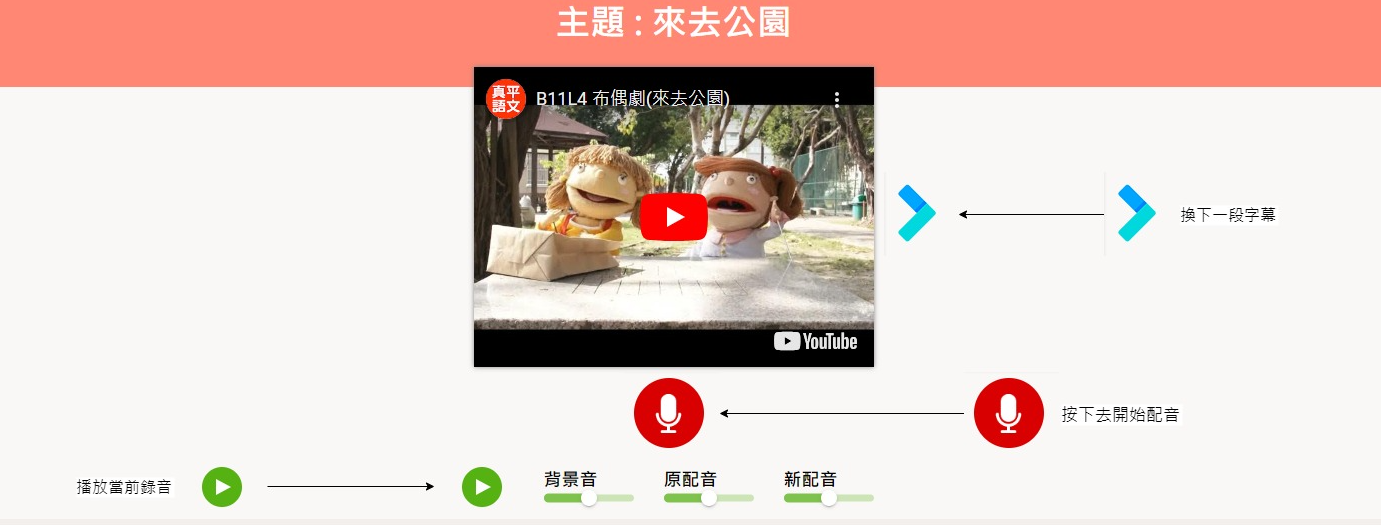 主題 : 來去公園
真平
語文
B11L4 布偶劇(來去公園)
換下一段字幕
YouTube
按下去開始配音
播放當前錄音
背景音
原配音
新配音